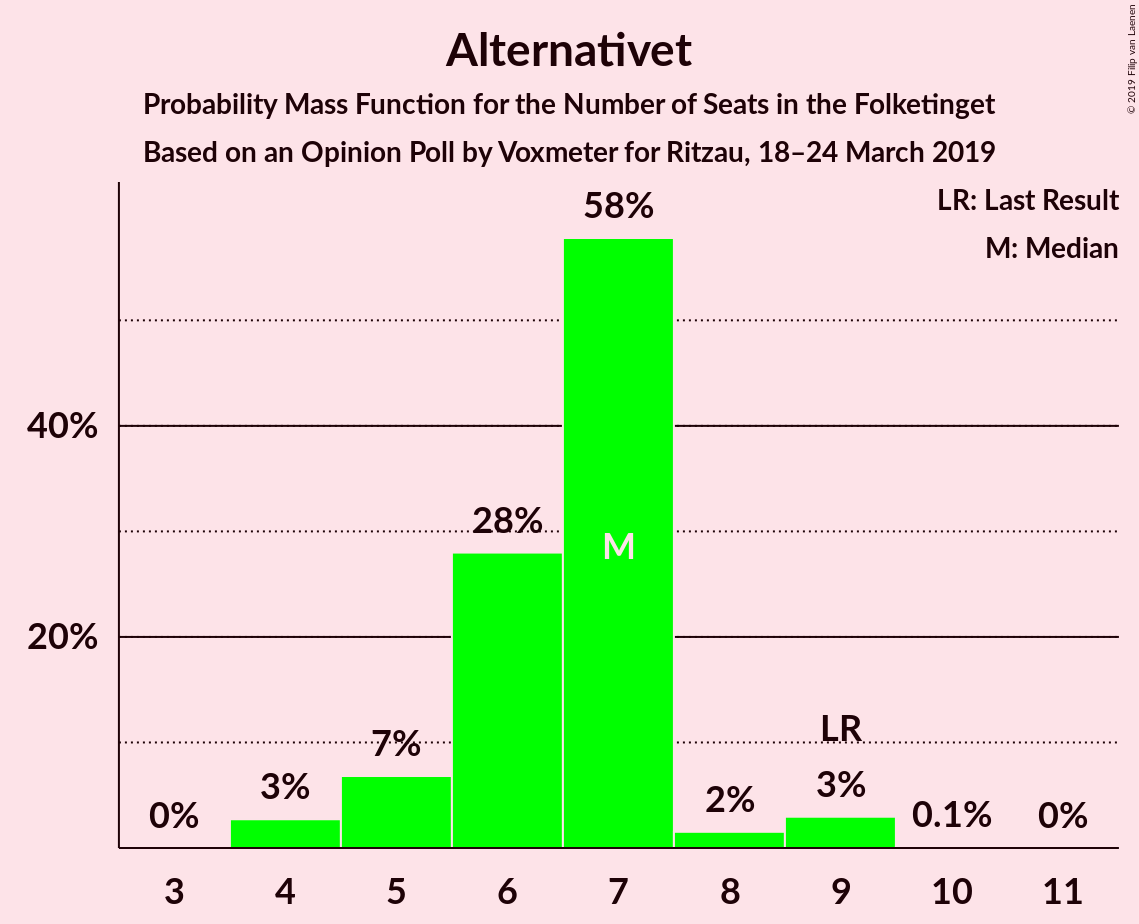 Alternativet
Probability Mass Function for the Number of Seats in the Folketinget
Based on an Opinion Poll by Voxmeter for Ritzau, 18–24 March 2019
© 2019 Filip van Laenen
LR: Last Result
M: Median
58%
40%
28%
M
20%
LR
7%
3%
3%
2%
0%
0.1%
0%
3 4 5 6 7 8 9 10 11